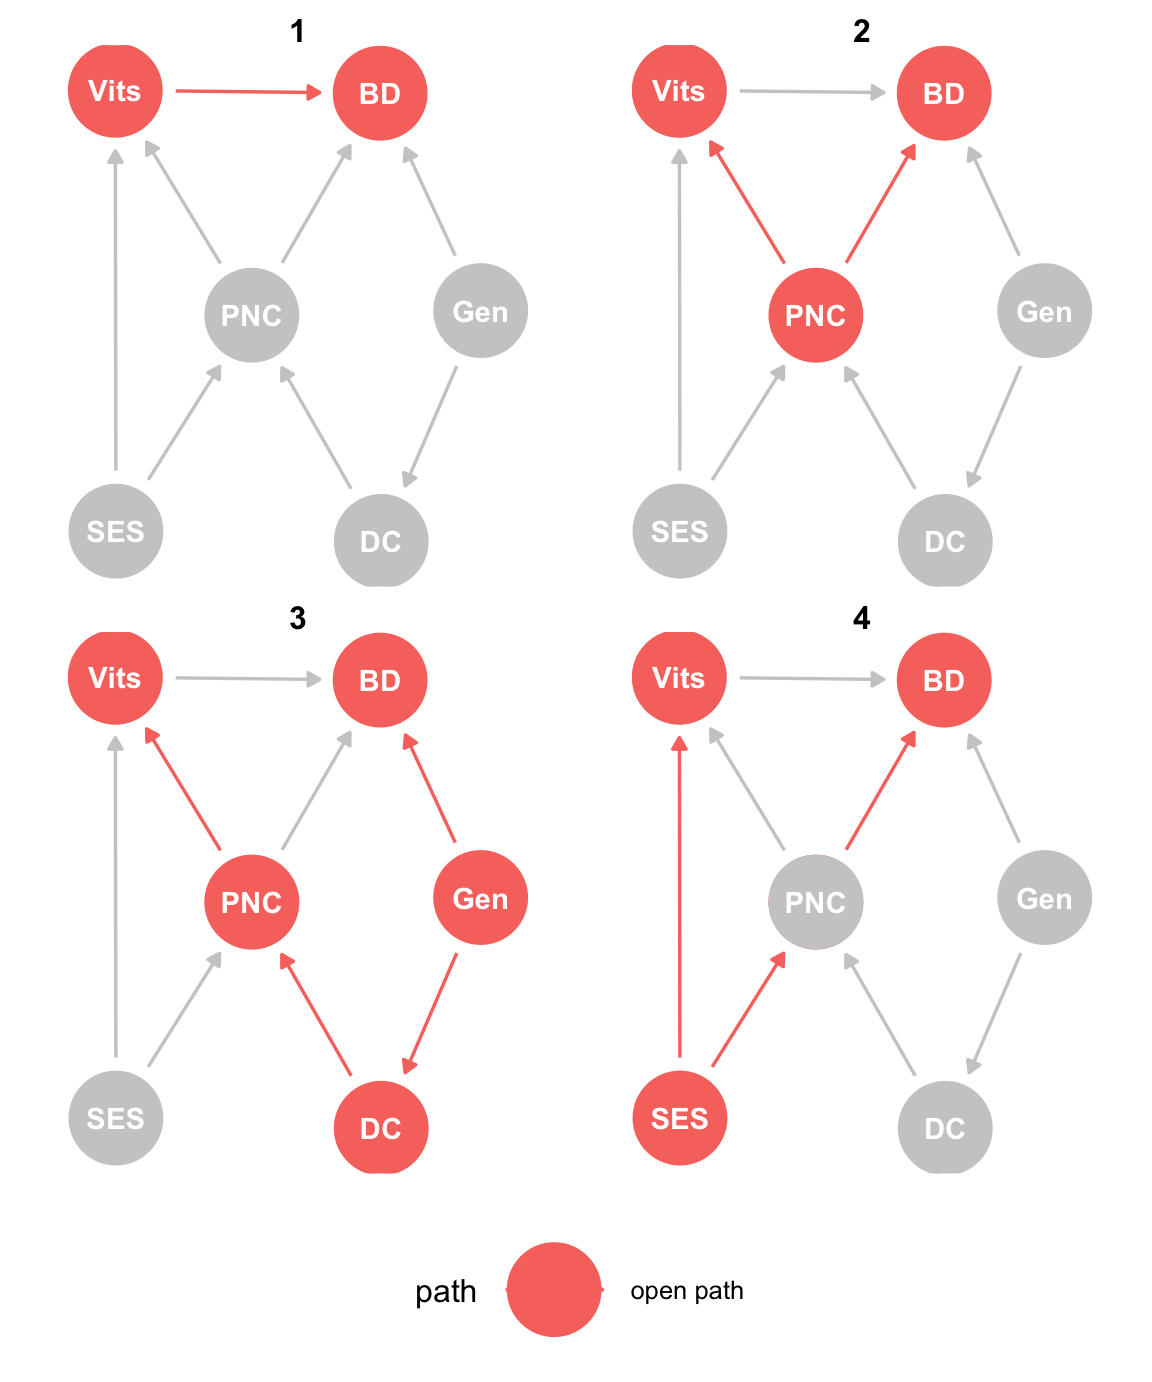 1
Vits
BD
PNC
Gen
SES
DC
2
Vits
BD
PNC
Gen
SES
DC
3
Vits
BD
PNC
Gen
SES
DC
4
Vits
BD
PNC
Gen
SES
DC
path
open path